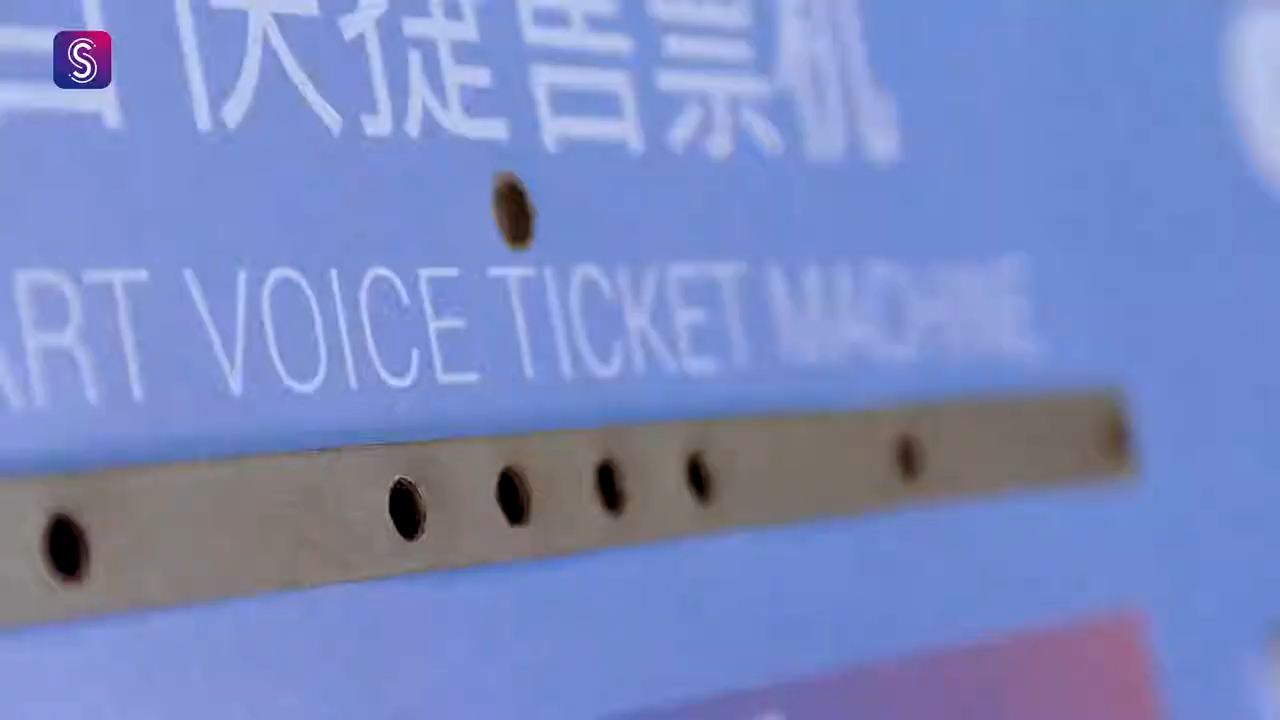 快捷售票机
ART VOICE TICKET MACHINE